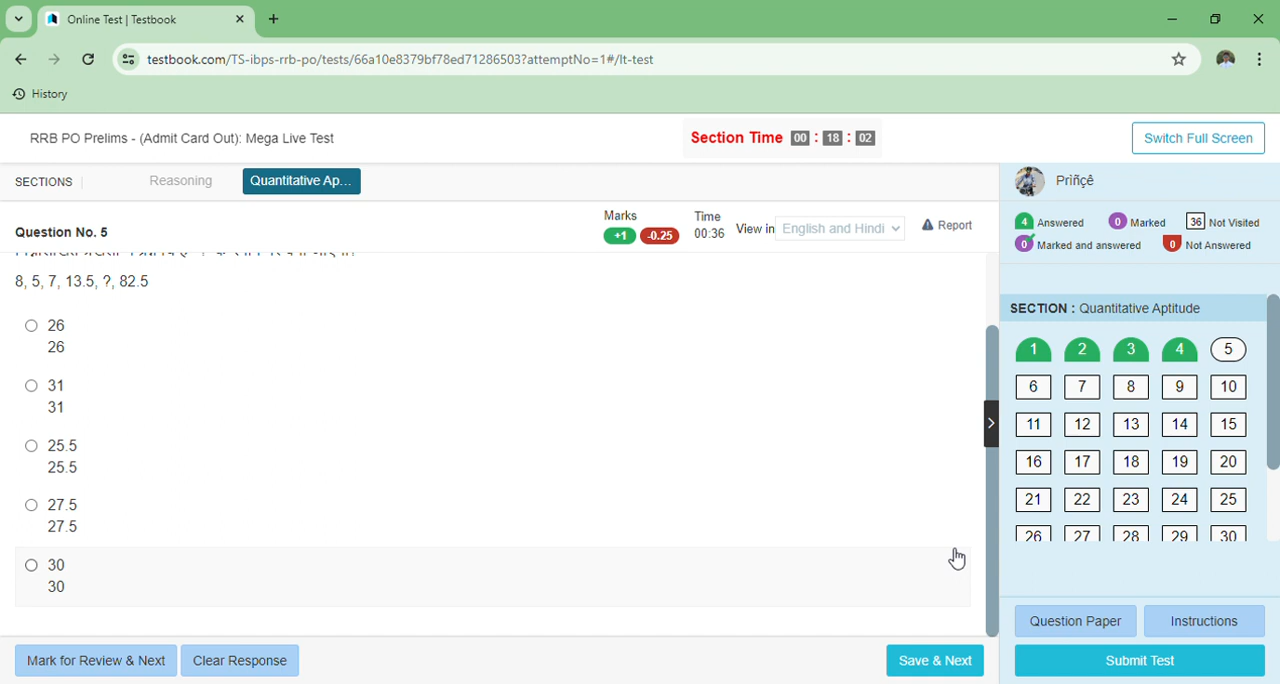 Online Test | Testbook
testbook.com/TS-ibps-rrb-po/tests/66a10e8379bf78ed71286503?attemptNo=1#/lt-test
History
RRB PO Prelims - (Admit Card Out): Mega Live Test
Section Time 00 : 18 : 02
Switch Full Screen
SECTIONS
Reasoning
Quantitative Ap...
Prïñçê
Question No. 5
Marks
+1 -0.25
Time
00:36
View in English and Hindi
Report
4 Answered
0 Marked
36 Not Visited
0 Marked and answered
0 Not Answered
8, 5, 7, 13.5, ?, 82.5
26
26
31
31
25.5
25.5
27.5
27.5
30
30
SECTION : Quantitative Aptitude
1 2 3 4 5
6 7 8 9 10
11 12 13 14 15
16 17 18 19 20
21 22 23 24 25
26 27 28 29 30
Question Paper
Instructions
Mark for Review & Next
Clear Response
Save & Next
Submit Test